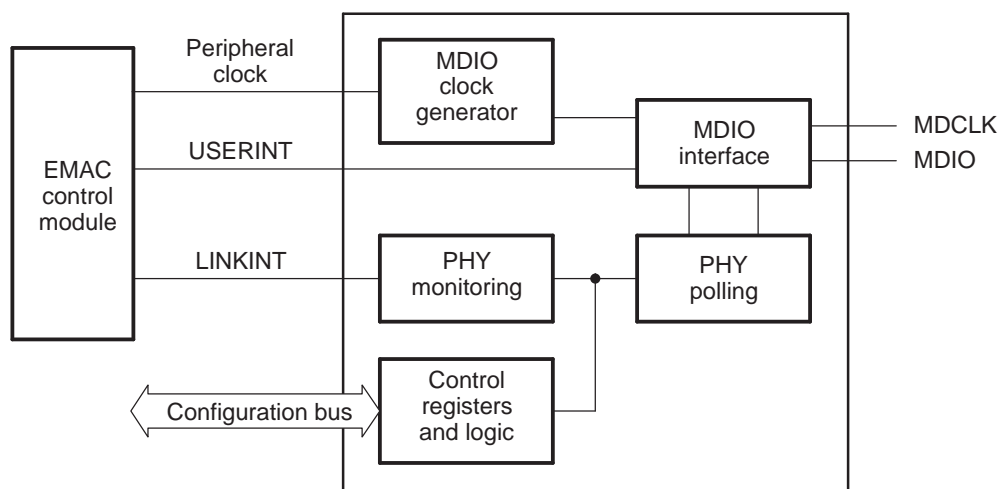 Peripheral
clock
MDIO
clock
generator
MDIO
interface
MDCLK
MDIO
USERINT
EMAC
control
module
LINKINT
PHY
monitoring
PHY
polling
Control
registers
and logic
Configuration bus